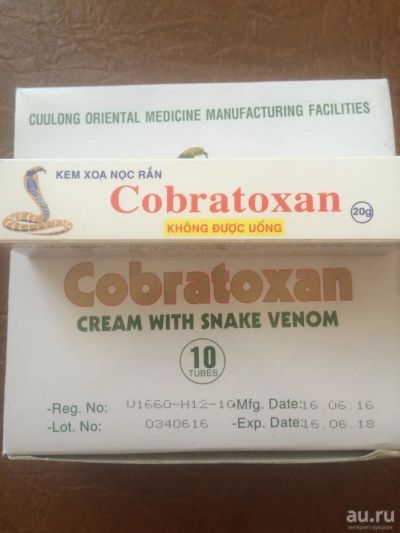 CUULONG ORIENTAL MEDICINE MANUFACTURING FACILITIES
KEM XOA NỌC RẮN
Cobratoxan
20g
KHÔNG ĐƯỢC UỐNG
Cobratoxan
CREAM WITH SNAKE VENOM
10
TUBES
-Reg. No: V1660-H12-10 -Mfg. Date: 16.06.16
-Lot. No: 0340616 -Exp. Date: 16.06.18
au.ru
интернет-аукцион